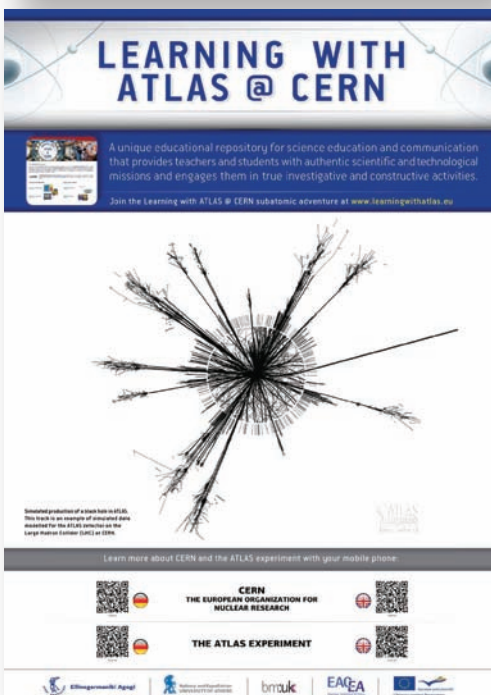 LEARNING WITH
ATLAS @ CERN
A unique educational repository for science education and communication
that provides teachers and students with authentic scientific and technological
missions and engages them in true investigative and constructive activities.
Join the Learning with ATLAS @ CERN subatomic adventure at www.learningwithatlas.eu
Simulated production of a black hole in ATLAS.
This track is an example of simulated data
modelled for the ATLAS detector on the
Large Hadron Collider (LHC) at CERN.
ATLAS
Learn more about CERN and the ATLAS experiment with your mobile phone:
CERN
THE EUROPEAN ORGANIZATION FOR
NUCLEAR RESEARCH
THE ATLAS EXPERIMENT
Ellinogermaniki Agogi
bm:uk
EACEA